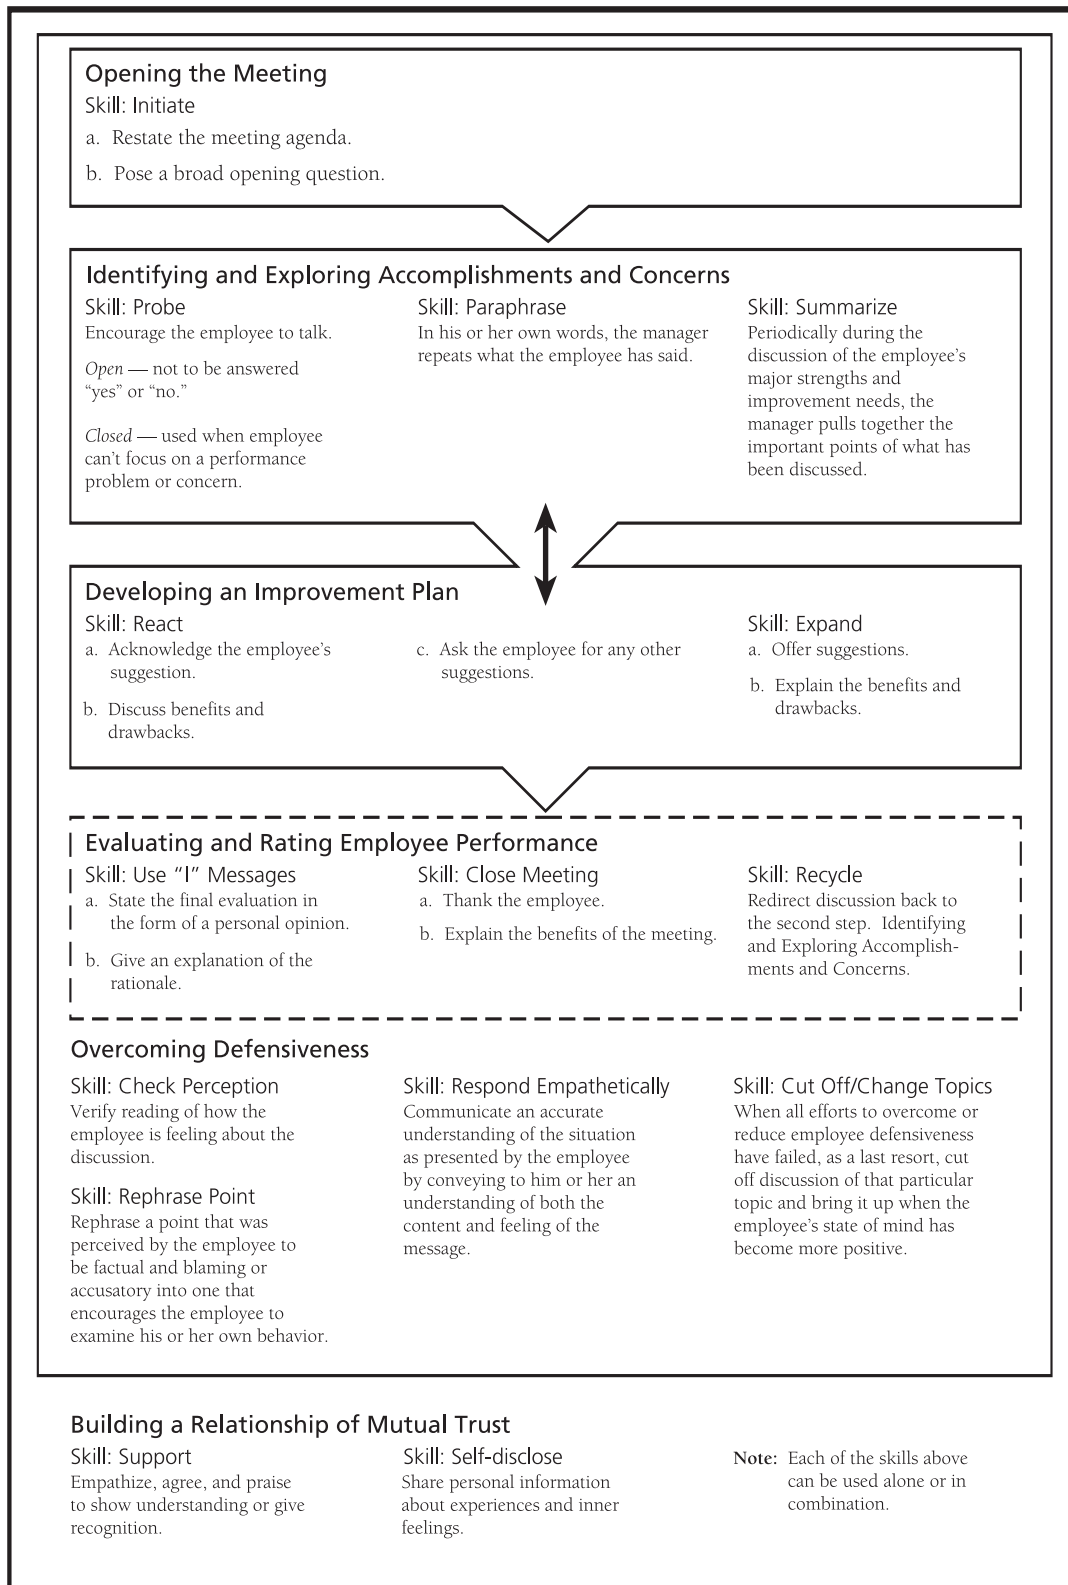 Opening the Meeting
Skill: Initiate
a. Restate the meeting agenda.
b. Pose a broad opening question.
Identifying and Exploring Accomplishments and Concerns
Skill: Probe
Encourage the employee to talk.
Open — not to be answered
“yes” or “no.”
Closed — used when employee
can’t focus on a performance
problem or concern.
Skill: Paraphrase
In his or her own words, the manager
repeats what the employee has said.
Skill: Summarize
Periodically during the
discussion of the employee’s
major strengths and
improvement needs, the
manager pulls together the
important points of what has
been discussed.
Developing an Improvement Plan
Skill: React
a. Acknowledge the employee’s
suggestion.
b. Discuss benefits and
drawbacks.
c. Ask the employee for any other
suggestions.
Skill: Expand
a. Offer suggestions.
b. Explain the benefits and
drawbacks.
Evaluating and Rating Employee Performance
Skill: Use “I” Messages
a. State the final evaluation in
the form of a personal opinion.
b. Give an explanation of the
rationale.
Skill: Close Meeting
a. Thank the employee.
b. Explain the benefits of the meeting.
Skill: Recycle
Redirect discussion back to
the second step. Identifying
and Exploring Accomplish-
ments and Concerns.
Overcoming Defensiveness
Skill: Check Perception
Verify reading of how the
employee is feeling about the
discussion.
Skill: Rephrase Point
Rephrase a point that was
perceived by the employee to
be factual and blaming or
accusatory into one that
encourages the employee to
examine his or her own behavior.
Skill: Respond Empathetically
Communicate an accurate
understanding of the situation
as presented by the employee
by conveying to him or her an
understanding of both the
content and feeling of the
message.
Skill: Cut Off/Change Topics
When all efforts to overcome or
reduce employee defensiveness
have failed, as a last resort, cut
off discussion of that particular
topic and bring it up when the
employee’s state of mind has
become more positive.
Building a Relationship of Mutual Trust
Skill: Support
Empathize, agree, and praise
to show understanding or give
recognition.
Skill: Self-disclose
Share personal information
about experiences and inner
feelings.
Note: Each of the skills above
can be used alone or in
combination.